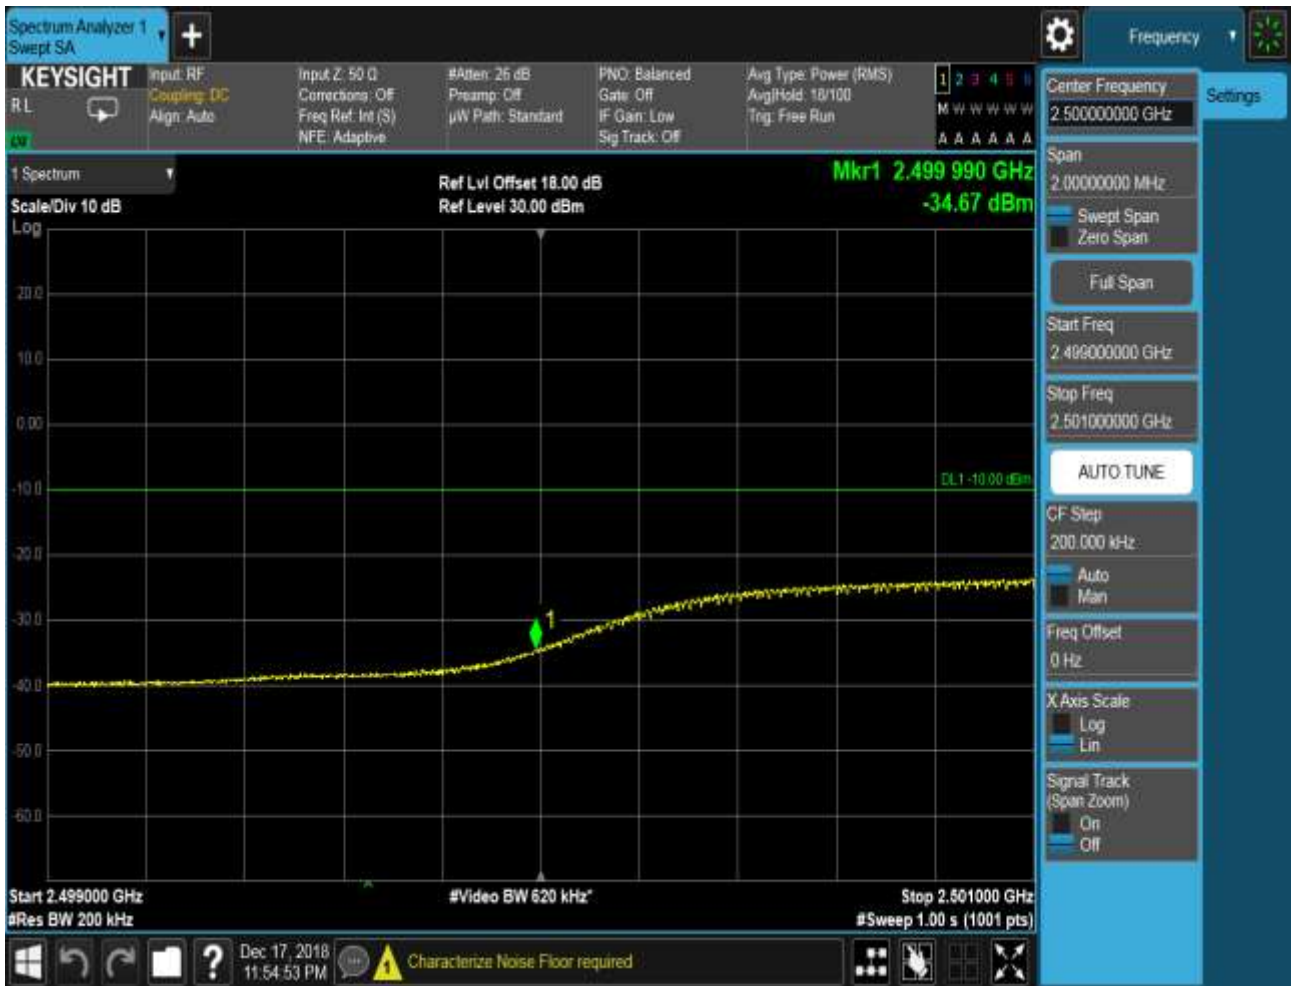 Spectrum Analyzer 1
Swept SA
Frequency
KEYSIGHT
RL
Input: RF
Coupling: DC
Align: Auto
Input Z: 50 Ω
Corrections: Off
Freq Ref: Int (S)
NFE: Adaptive
#Atten: 26 dB
Preamp: Off
µW Path: Standard
PNO: Balanced
Gate: Off
IF Gain: Low
Sig Track: Off
Avg Type: Power (RMS)
Avg|Hold: 18/100
Trig: Free Run
1 2 3 4 5 6
M W W W W W
A A A A A A
1 Spectrum
Scale/Div 10 dB
Log
Ref Lvl Offset 18.00 dB
Ref Level 30.00 dBm
Mkr1 2.499 990 GHz
-34.67 dBm
20.0
10.0
0.00
-10.0
-20.0
-30.0
-40.0
-50.0
-60.0
DL1 -10.00 dBm
1
Start 2.499000 GHz
#Res BW 200 kHz
#Video BW 620 kHz*
Stop 2.501000 GHz
#Sweep 1.00 s (1001 pts)
Center Frequency
2.500000000 GHz
Settings
Span
2.00000000 MHz
Swept Span
Zero Span
Full Span
Start Freq
2.499000000 GHz
Stop Freq
2.501000000 GHz
AUTO TUNE
CF Step
200.000 kHz
Auto
Man
Freq Offset
0 Hz
X Axis Scale
Log
Lin
Signal Track
(Span Zoom)
On
Off
?
Dec 17, 2018
11:54:53 PM
1
Characterize Noise Floor required